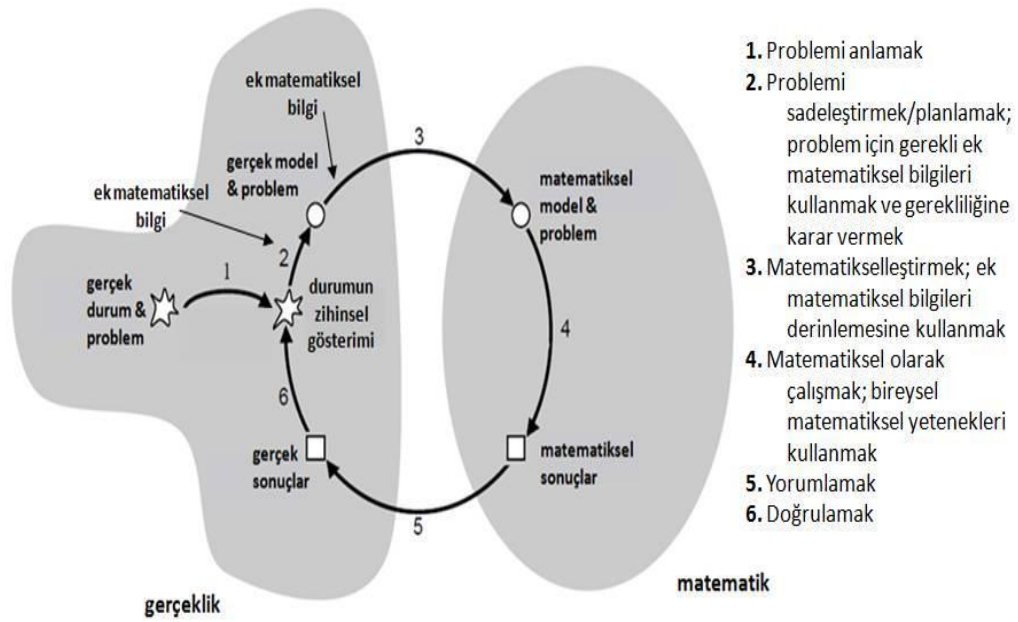 ek matematiksel
bilgi
gerçek model
& problem
ek matematiksel
bilgi
3
matematiksel
model &
problem
2
1
gerçek
durum &
problem
durumun
zihinsel
gösterimi
4
6
gerçek
sonuçlar
matematiksel
sonuçlar
5
gerçeklik
matematik
1. Problemi anlamak
2. Problemi
sadeleştirmek/planlamak;
problem için gerekli ek
matematiksel bilgileri
kullanmak ve gerekliliğine
karar vermek
3. Matematikselleştirmek; ek
matematiksel bilgileri
derinlemesine kullanmak
4. Matematiksel olarak
çalışmak; bireysel
matematiksel yetenekleri
kullanmak
5. Yorumlamak
6. Doğrulamak